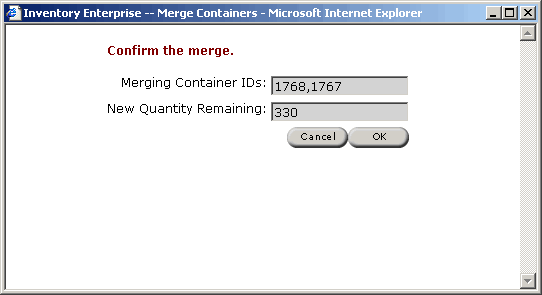 Inventory Enterprise -- Merge Containers - Microsoft Internet Explorer
Confirm the merge.
Merging Container IDs: 1768,1767
New Quantity Remaining: 330
Cancel OK